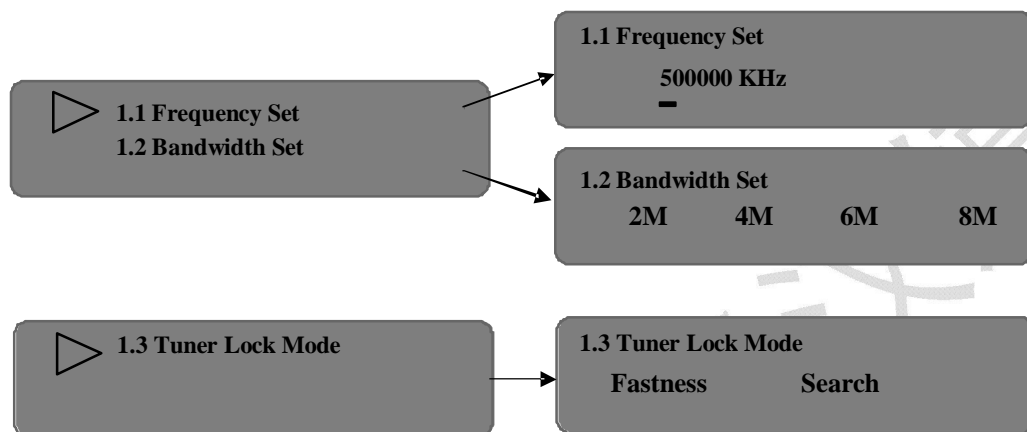 1.1 Frequency Set
1.2 Bandwidth Set
1.1 Frequency Set
500000 KHz
1.2 Bandwidth Set
2M 4M 6M 8M
1.3 Tuner Lock Mode
1.3 Tuner Lock Mode
Fastness Search